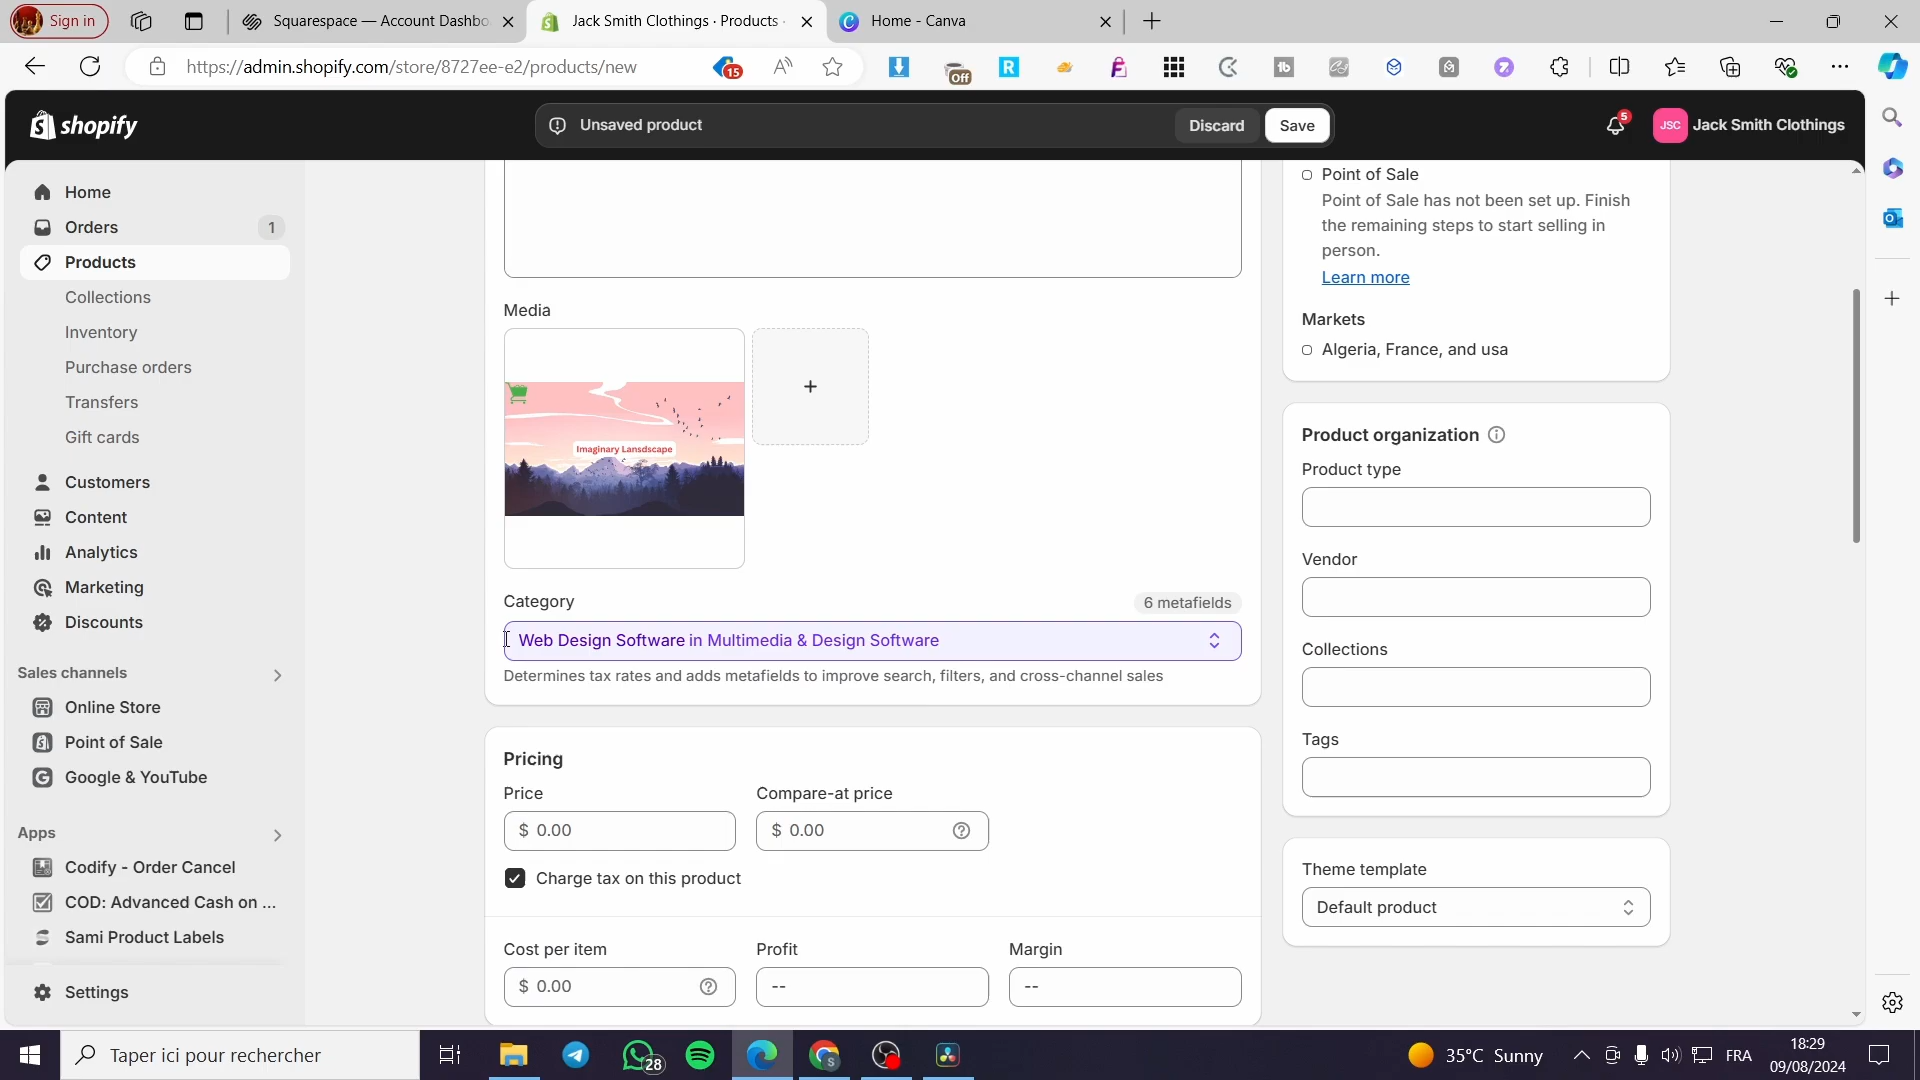 Sign in
Squarespace — Account Dashbo
Jack Smith Clothings · Products ·
Home - Canva
https://admin.shopify.com/store/8727ee-e2/products/new
15
Off
shopify
Unsaved product
Discard
Save
5
JSC
Jack Smith Clothings
Home
Orders
1
Products
Collections
Inventory
Purchase orders
Transfers
Gift cards
Customers
Content
Analytics
Marketing
Discounts
Sales channels
Online Store
Point of Sale
Google & YouTube
Apps
Codify - Order Cancel
COD: Advanced Cash on ...
Sami Product Labels
Settings
Media
Imaginary Lansdscape
Category
6 metafields
Web Design Software in Multimedia & Design Software
Determines tax rates and adds metafields to improve search, filters, and cross-channel sales
Pricing
Price
Compare-at price
$ 0.00
$ 0.00
Charge tax on this product
Cost per item
Profit
Margin
$ 0.00
--
--
Point of Sale
Point of Sale has not been set up. Finish
the remaining steps to start selling in
person.
Learn more
Markets
Algeria, France, and usa
Product organization
Product type
Vendor
Collections
Tags
Theme template
Default product
Taper ici pour rechercher
28
35°C Sunny
FRA
18:29
09/08/2024